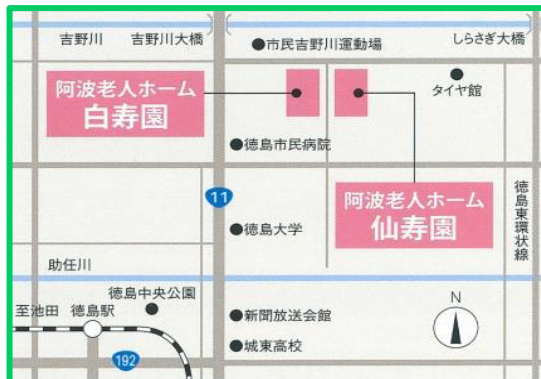 吉野川
吉野川大橋
●市民吉野川運動場
しらさぎ大橋
阿波老人ホーム
白寿園
タイヤ館
●徳島市民病院
11
阿波老人ホーム
仙寿園
徳島東環状線
●徳島大学
助任川
徳島中央公園
至池田
徳島駅
●新聞放送会館
N
192
●城東高校